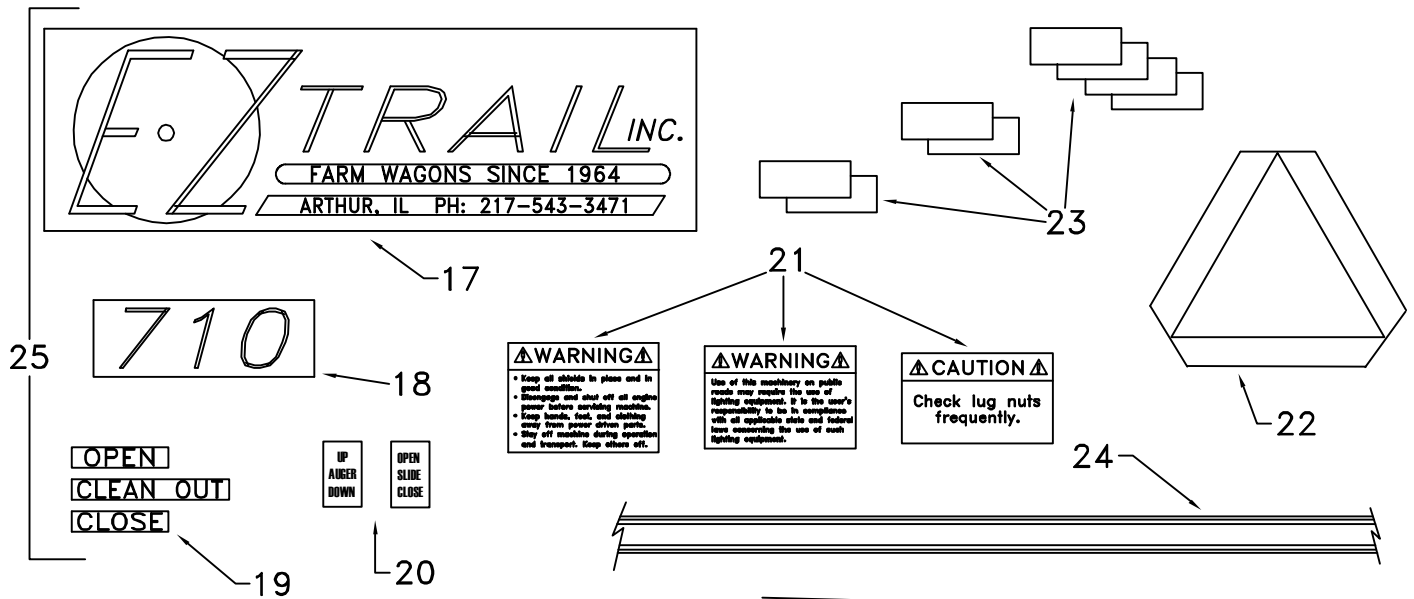 EZ TRAIL INC.
FARM WAGONS SINCE 1964
ARTHUR, IL PH: 217-543-3471
17
23
22
21
25
710
18
WARNING
• Keep all shields in place and in
good condition.
• Disengage and shut off all engine
power before servicing machine.
• Keep hands, feet, and clothing
away from power driven parts.
• Stay off machine during operation
and transport. Keep others off.
WARNING
Use of this machinery on public
roads may require the use of
lighting equipment. It is the user's
responsibility to be in compliance
with all applicable state and federal
laws concerning the use of such
lighting equipment.
CAUTION
Check lug nuts
frequently.
24
OPEN
CLEAN OUT
CLOSE
19
UP
AUGER
DOWN
OPEN
SLIDE
CLOSE
20